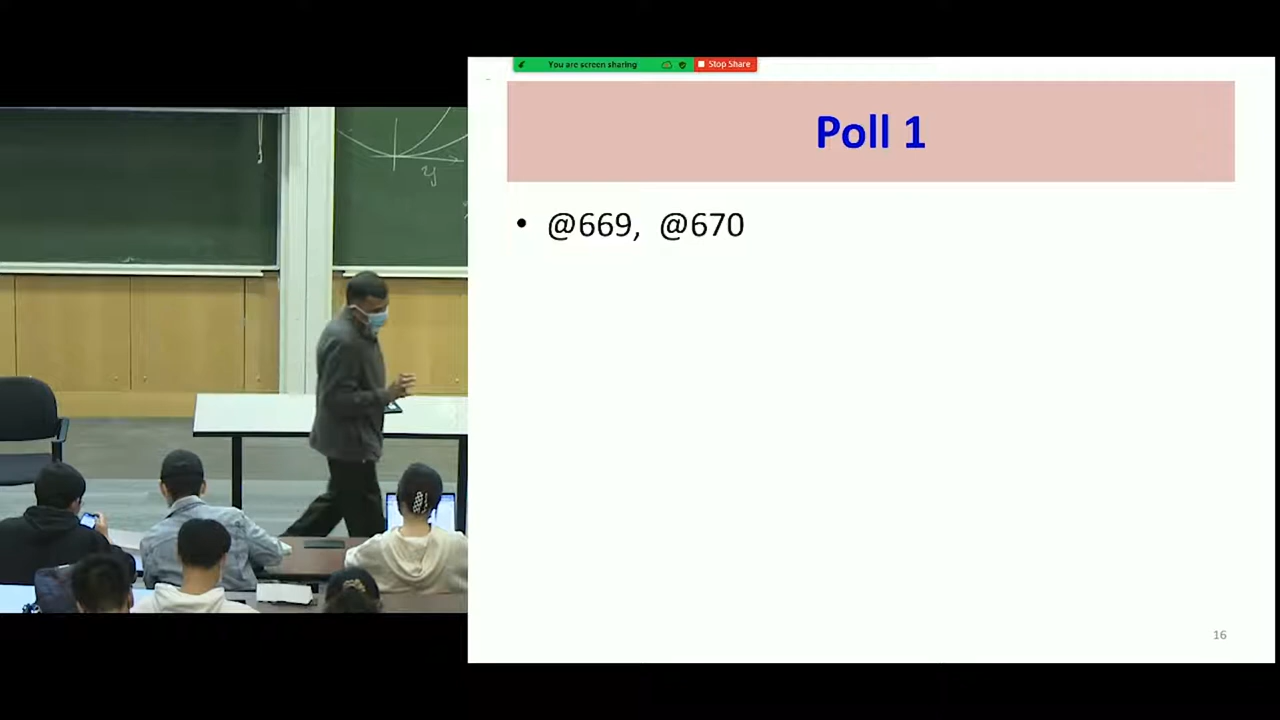 You are screen sharing Stop Share
Poll 1
• @669, @670
y
16